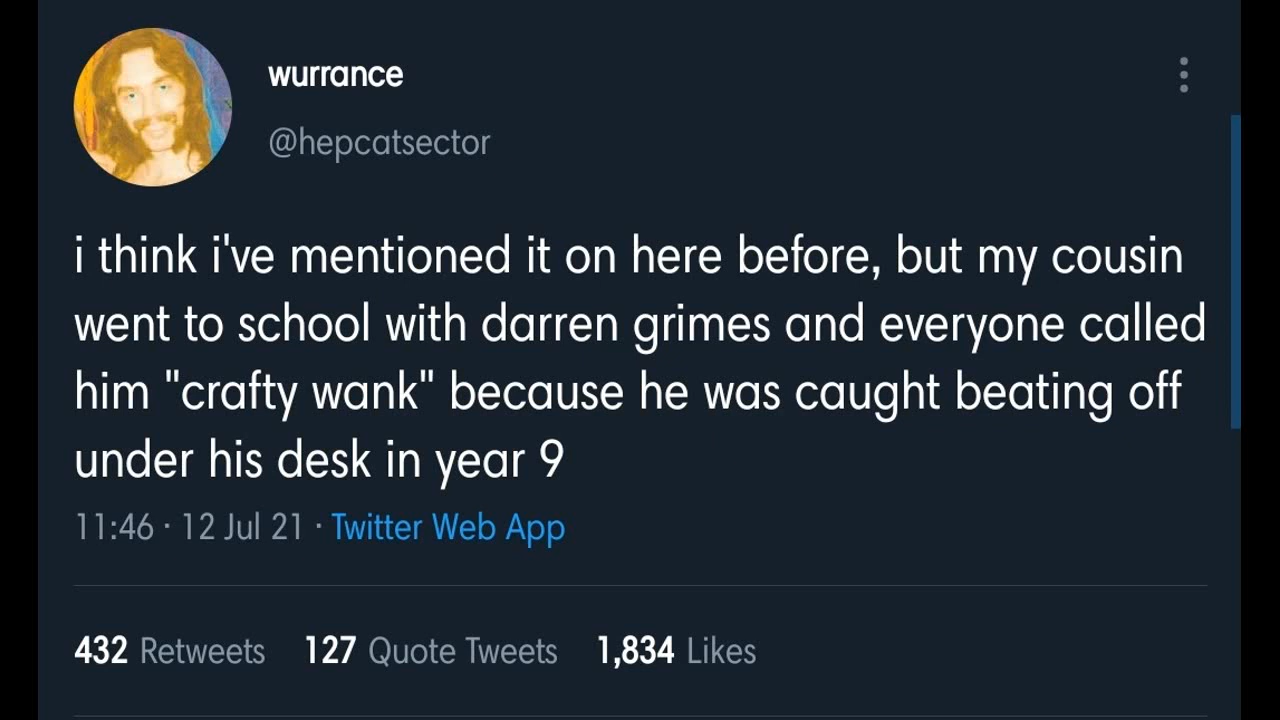 wurrance
@hepcatsector
i think i've mentioned it on here before, but my cousin
went to school with darren grimes and everyone called
him "crafty wank" because he was caught beating off
under his desk in year 9
11:46 · 12 Jul 21 · Twitter Web App
432 Retweets 127 Quote Tweets 1,834 Likes